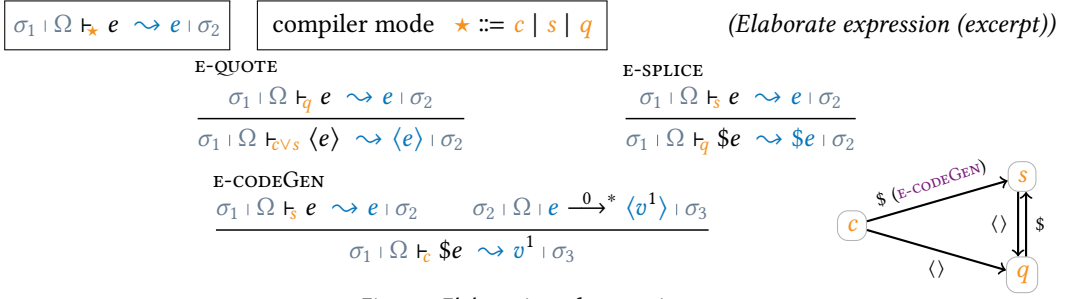 σ₁ ı Ω ⊢⋆ e ⇝ e ı σ₂ compiler mode ⋆ ::= c | s | q (Elaborate expression (excerpt))
E-QUOTE E-SPLICE
σ₁ ı Ω ⊢q e ⇝ e ı σ₂ σ₁ ı Ω ⊢s e ⇝ e ı σ₂
σ₁ ı Ω ⊢c∨s ⟨e⟩ ⇝ ⟨e⟩ ı σ₂ σ₁ ı Ω ⊢q $e ⇝ $e ı σ₂
E-CODEGEN
σ₁ ı Ω ⊢s e ⇝ e ı σ₂ σ₂ ı Ω ı e ⟶⁰* ⟨v¹⟩ ı σ₃
σ₁ ı Ω ⊢c $e ⇝ v¹ ı σ₃
$ (E-CODEGEN) s
c ⟨⟩ $
⟨⟩ q